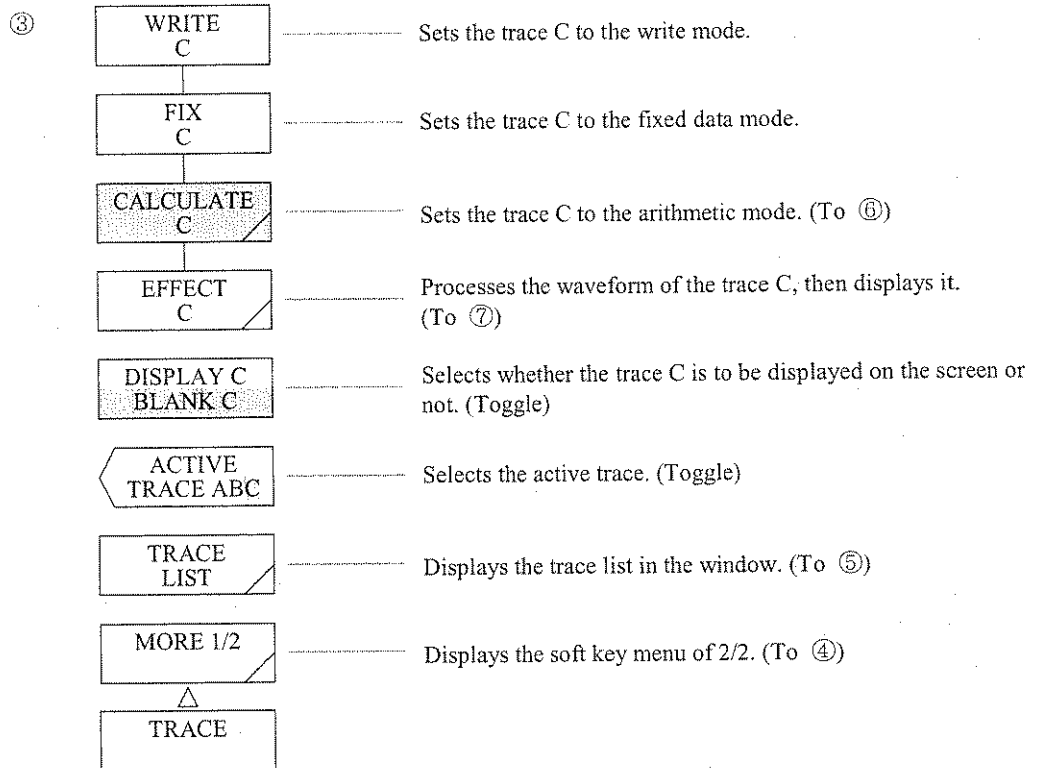 ③
WRITE
C
Sets the trace C to the write mode.
FIX
C
Sets the trace C to the fixed data mode.
CALCULATE
C
Sets the trace C to the arithmetic mode. (To ⑥)
EFFECT
C
Processes the waveform of the trace C, then displays it.
(To ⑦)
DISPLAY C
BLANK C
Selects whether the trace C is to be displayed on the screen or
not. (Toggle)
ACTIVE
TRACE ABC
Selects the active trace. (Toggle)
TRACE
LIST
Displays the trace list in the window. (To ⑤)
MORE 1/2
Displays the soft key menu of 2/2. (To ④)
TRACE